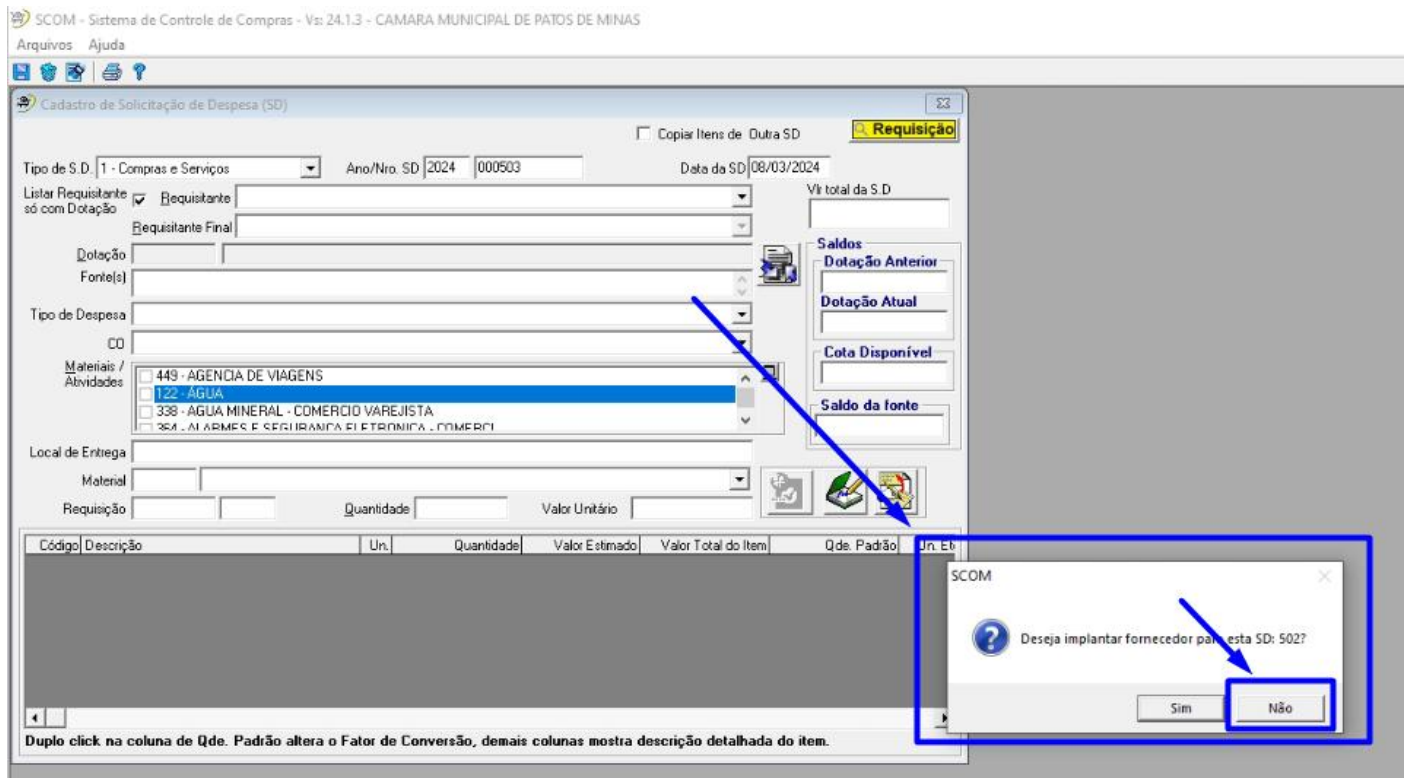 SCOM - Sistema de Controle de Compras - Vs: 24.1.3 - CAMARA MUNICIPAL DE PATOS DE MINAS
Arquivos Ajuda
Cadastro de Solicitação de Despesa (SD)
Copiar Itens de Outra SD
Requisição
Tipo de S.D. 1 - Compras e Serviços Ano/Nro. SD 2024 000503 Data da SD 08/03/2024
Listar Requisitante só com Dotação Requisitante Vlr total da S.D
Requisitante Final
Dotação Saldos
Fonte(s) Dotação Anterior
Dotação Atual
Tipo de Despesa
CO Cota Disponível
Materiais / Atividades
449 - AGENCIA DE VIAGENS
122 - ÁGUA
338 - AGUA MINERAL - COMERCIO VAREJISTA Saldo da fonte
364 - ALARMES E SEGURANCA ELETRONICA - COMERCI
Local de Entrega
Material
Requisição Quantidade Valor Unitário
Código Descrição Un. Quantidade Valor Estimado Valor Total do Item Qde. Padrão Un.
SCOM
Deseja implantar fornecedor para esta SD: 502?
Sim Não
Duplo click na coluna de Qde. Padrão altera o Fator de Conversão, demais colunas mostra descrição detalhada do item.